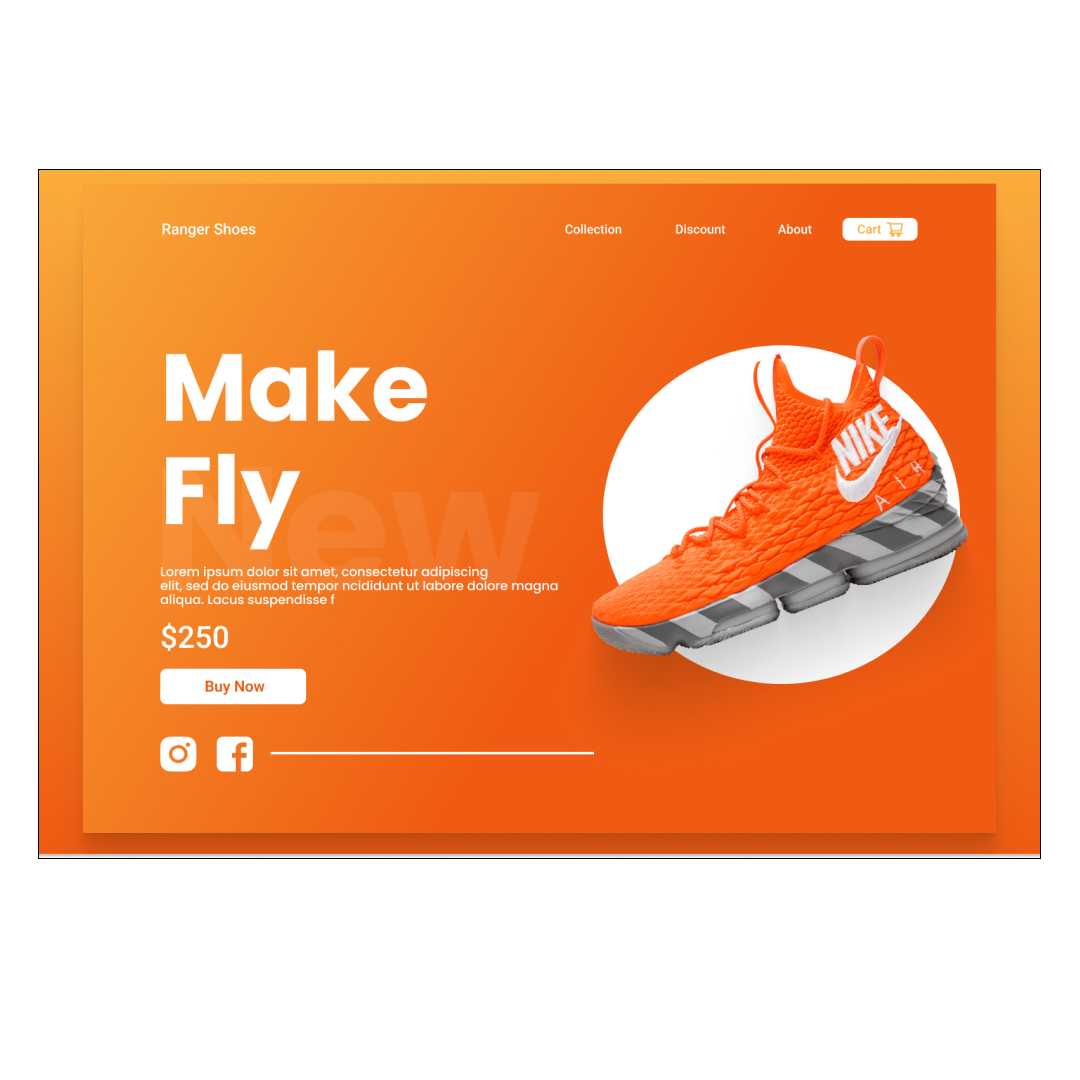 Ranger Shoes
Collection
Discount
About
Cart
Make
Fly
New
Lorem ipsum dolor sit amet, consectetur adipiscing
elit, sed do eiusmod tempor ncididunt ut labore dolore magna
aliqua. Lacus suspendisse f
$250
Buy Now
NIKE
AIR